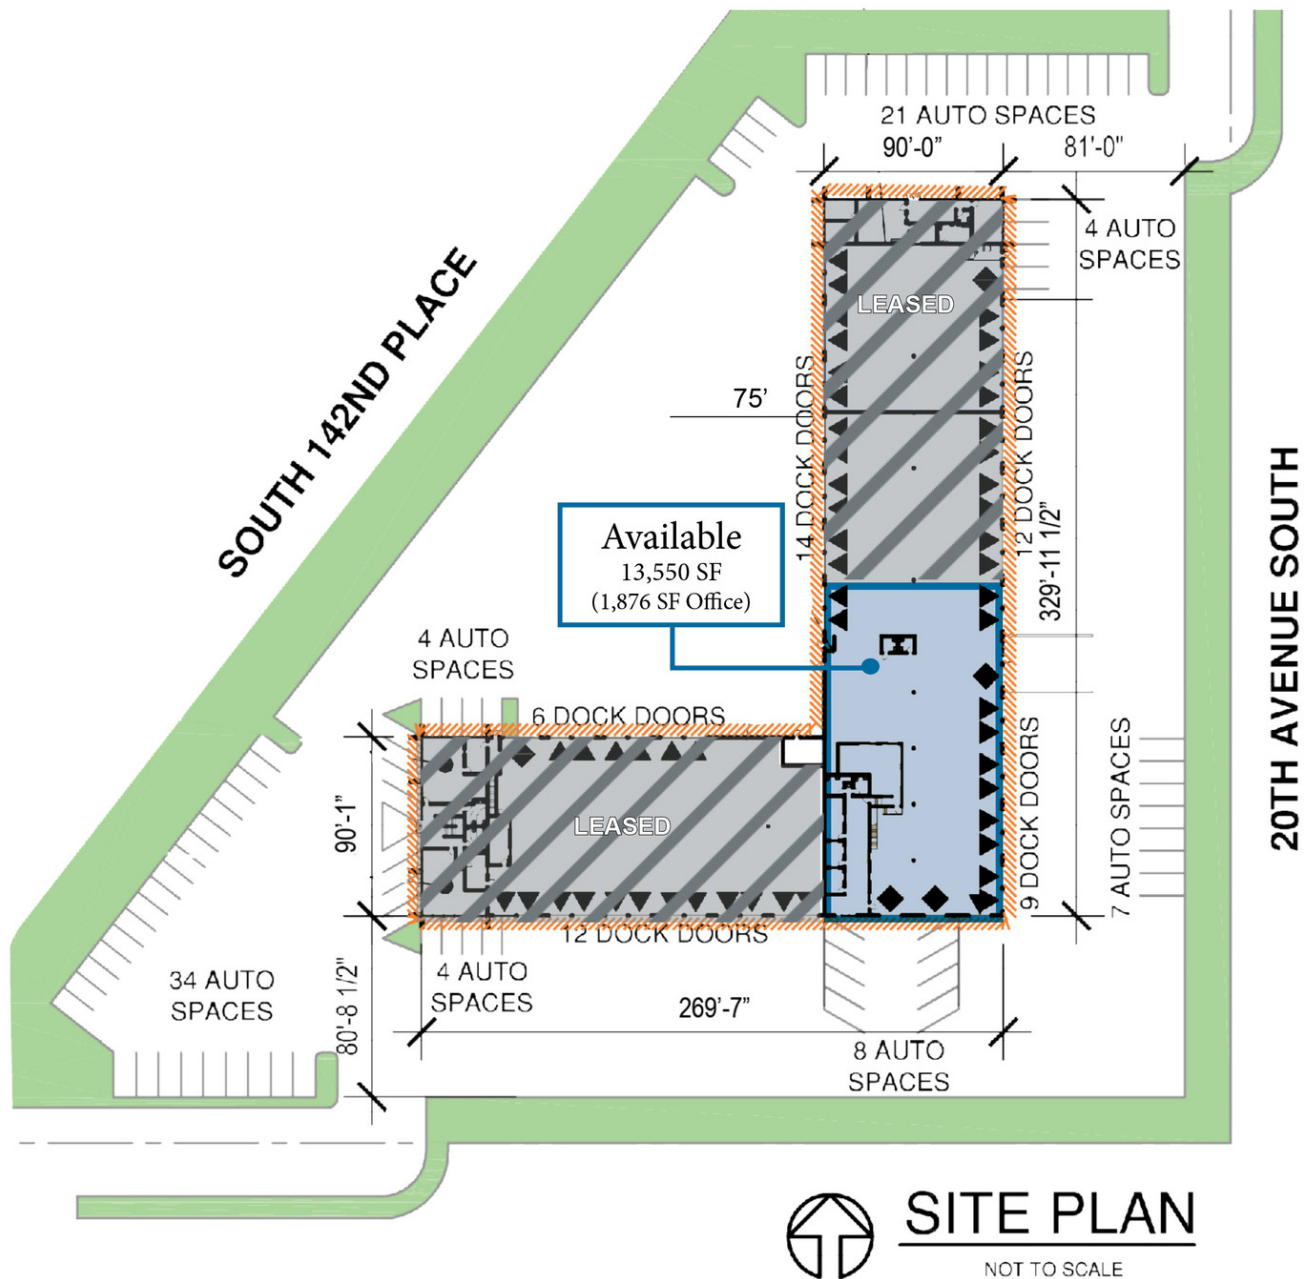 21 AUTO SPACES
90'-0"
81'-0"
4 AUTO
SPACES
LEASED
SOUTH 142ND PLACE
75'
14 DOCK DOORS
12 DOCK DOORS
329'-11 1/2"
Available
13,550 SF
(1,876 SF Office)
20TH AVENUE SOUTH
4 AUTO
SPACES
6 DOCK DOORS
90'-1"
LEASED
9 DOCK DOORS
7 AUTO SPACES
12 DOCK DOORS
34 AUTO
SPACES
80'-8 1/2"
4 AUTO
SPACES
269'-7"
8 AUTO
SPACES
SITE PLAN
NOT TO SCALE